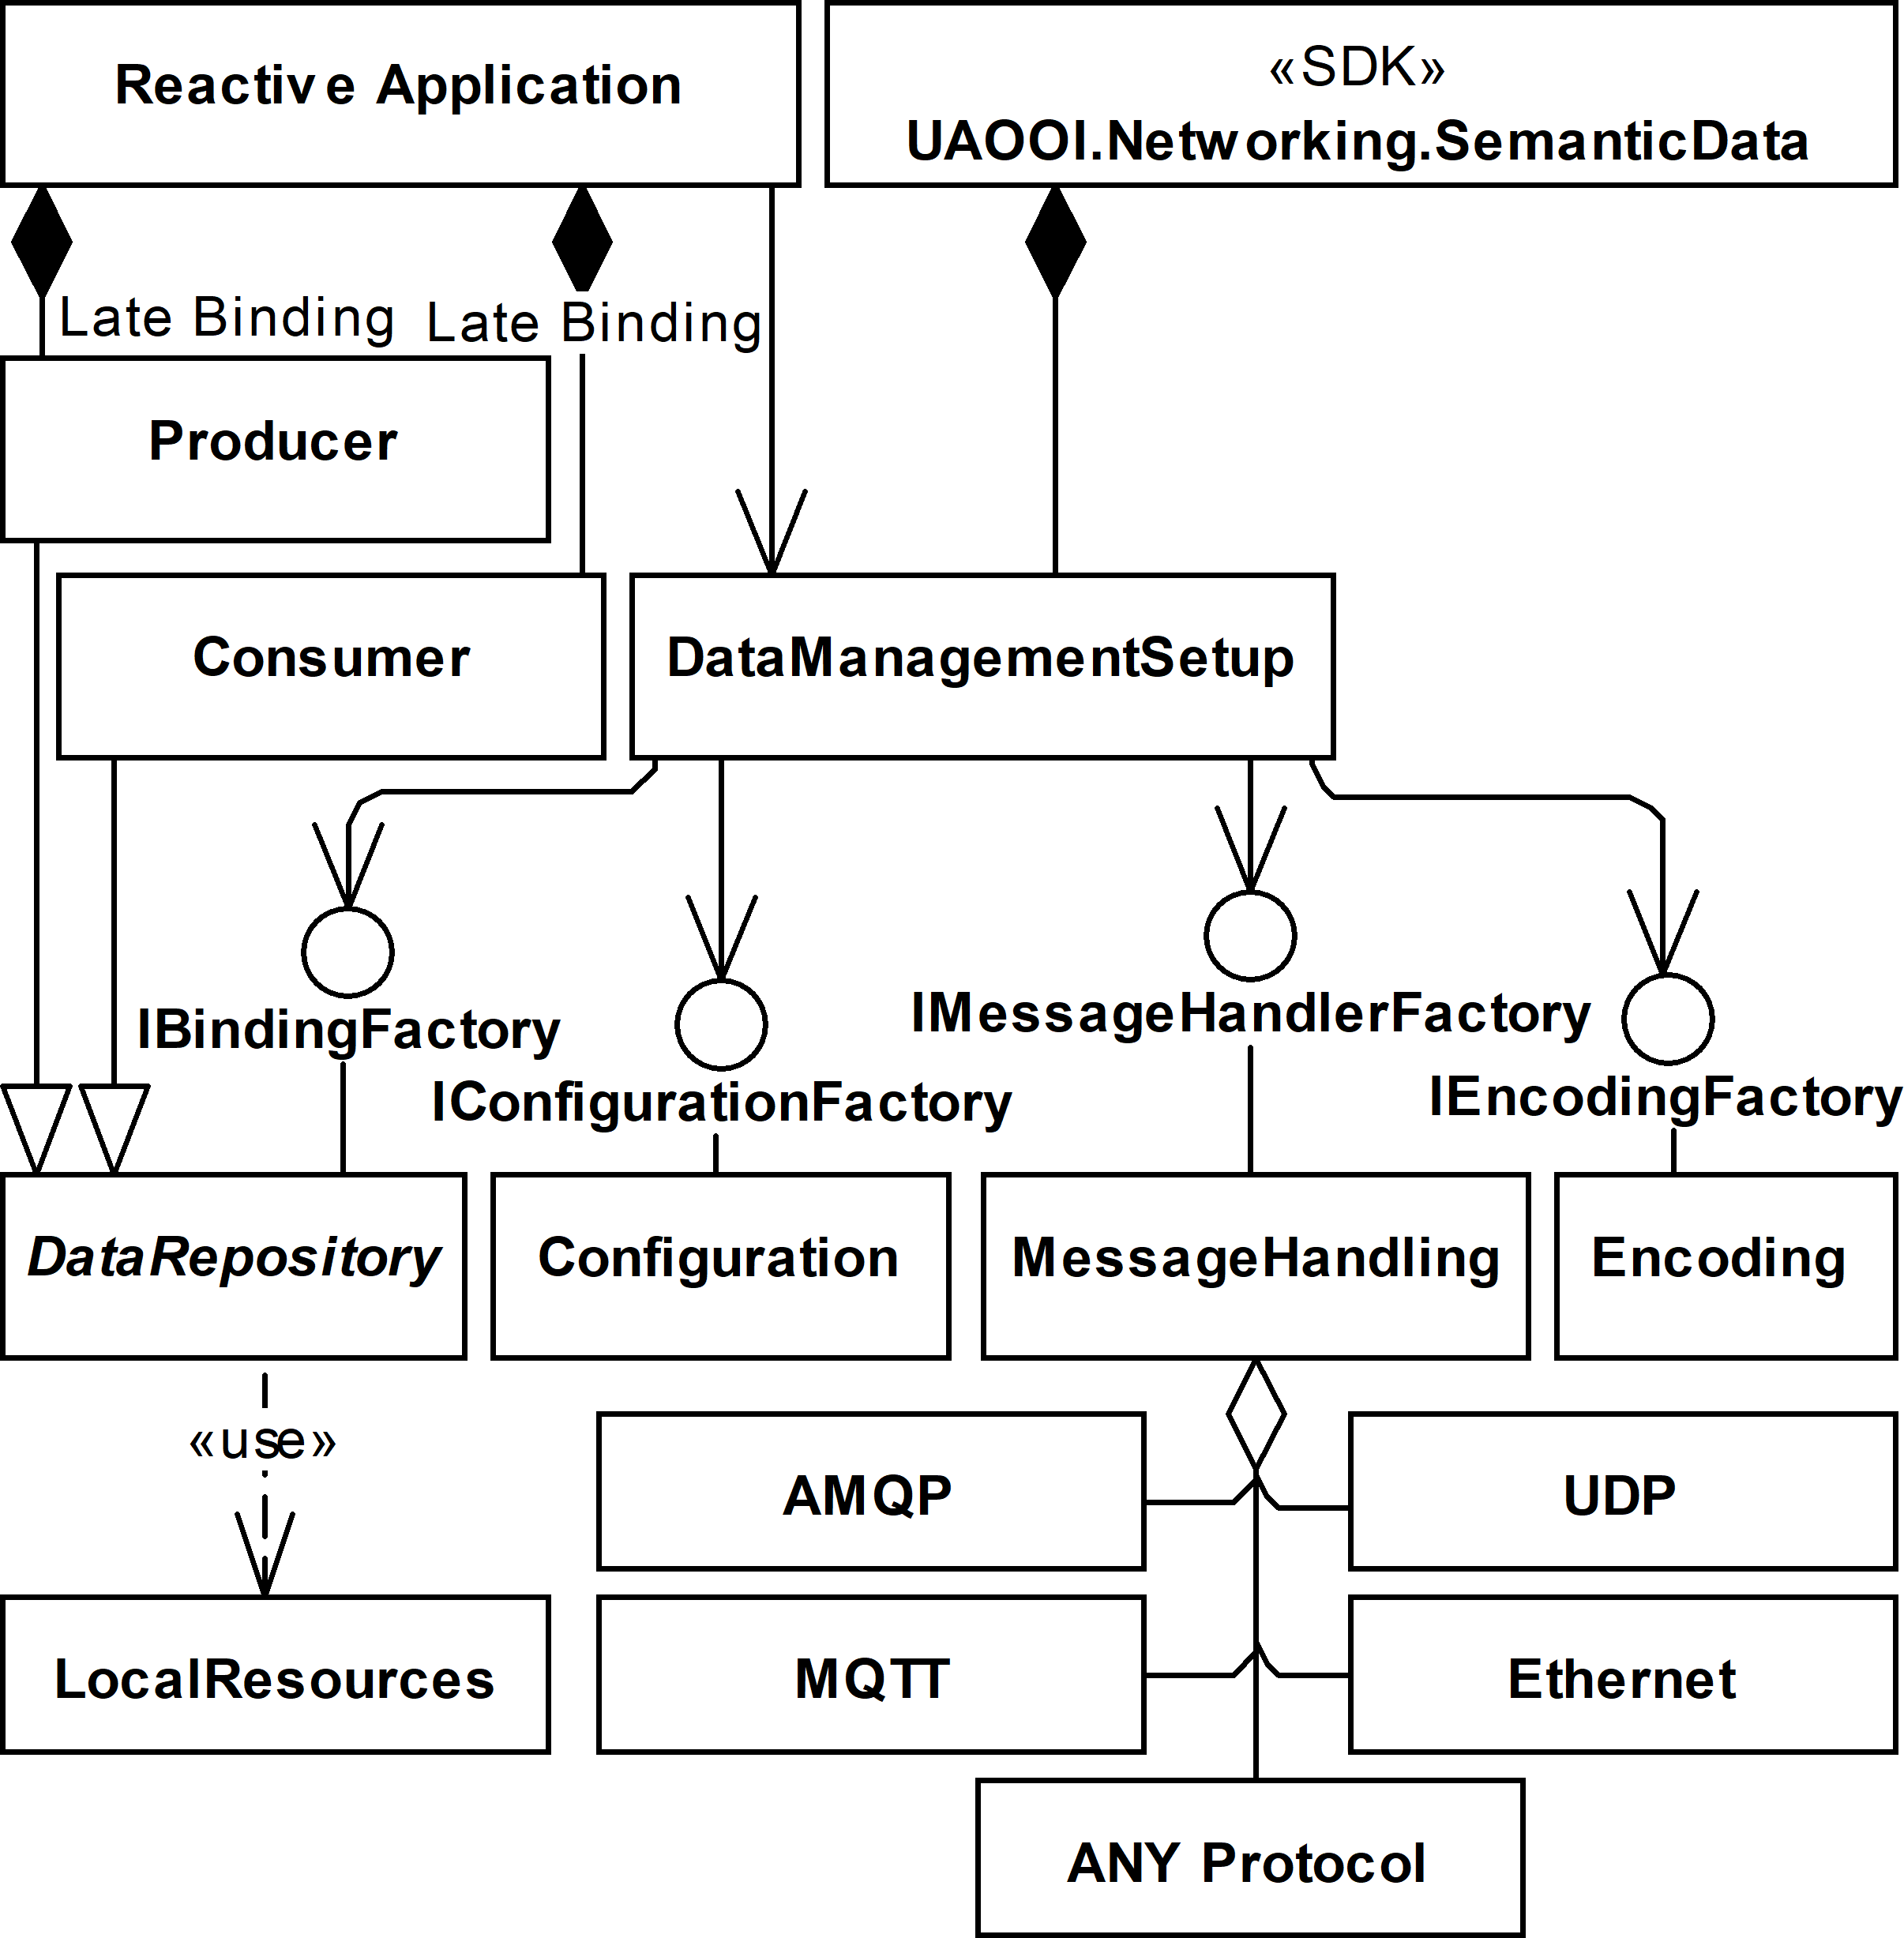 Reactive Application
«SDK»
UAOOI.Networking.SemanticData
Late Binding
Late Binding
Producer
Consumer
DataManagementSetup
IBindingFactory
IConfigurationFactory
IMessageHandlerFactory
IEncodingFactory
DataRepository
Configuration
MessageHandling
Encoding
«use»
AMQP
UDP
LocalResources
MQTT
Ethernet
ANY Protocol